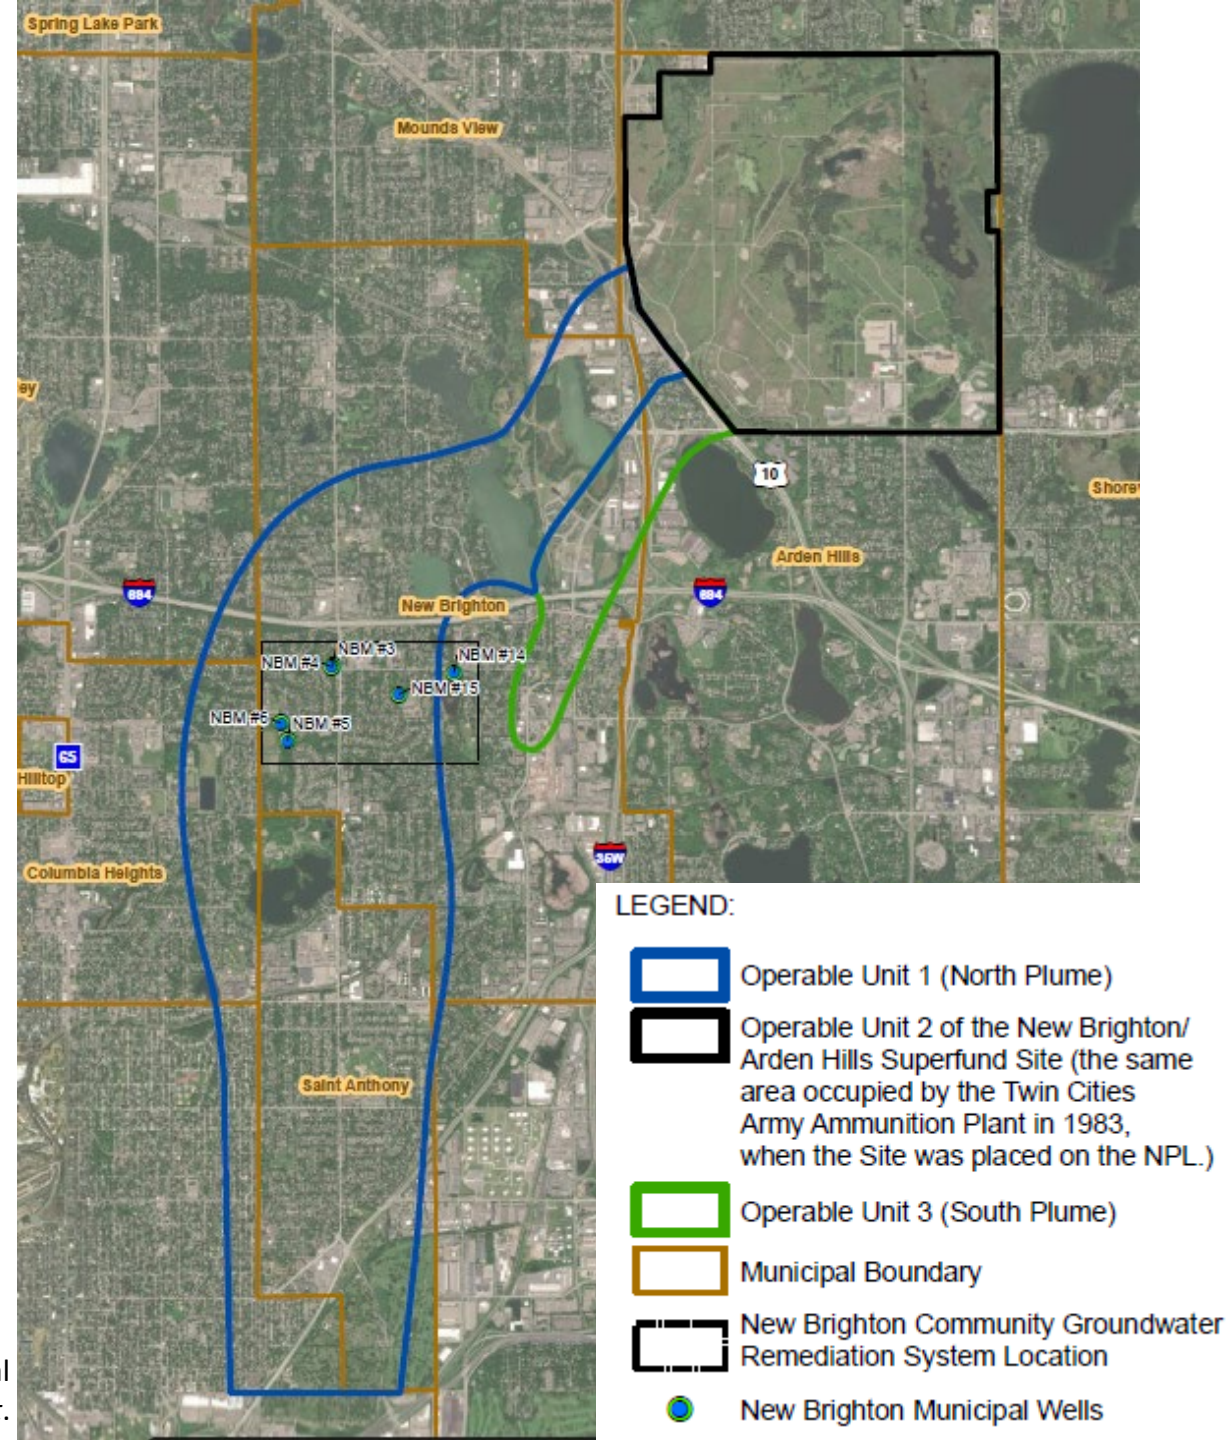 Spring Lake Park
Mounds View
ey
10
Shore
Arden Hills
694
694
New Brighton
NBM #3
NBM #4
NBM #14
NBM #15
NBM #6
NBM #5
65
Hilltop
35W
Columbia Heights
Saint Anthony
al
r.
LEGEND:
Operable Unit 1 (North Plume)
Operable Unit 2 of the New Brighton/
Arden Hills Superfund Site (the same
area occupied by the Twin Cities
Army Ammunition Plant in 1983,
when the Site was placed on the NPL.)
Operable Unit 3 (South Plume)
Municipal Boundary
New Brighton Community Groundwater
Remediation System Location
New Brighton Municipal Wells